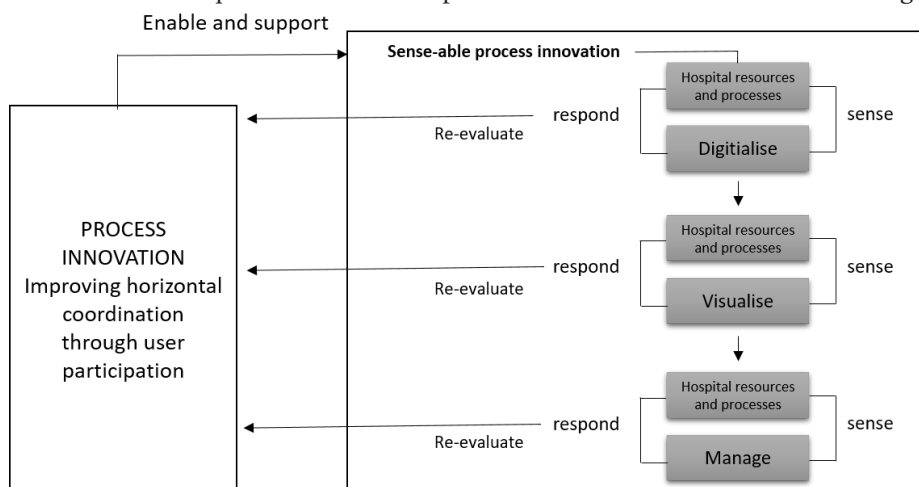 Enable and support
Sense-able process innovation
Hospital resources
and processes
respond
sense
Re-evaluate
Digitialise
PROCESS
INNOVATION
Improving horizontal
coordination
through user
participation
Hospital resources
and processes
respond
sense
Re-evaluate
Visualise
Hospital resources
and processes
respond
sense
Re-evaluate
Manage